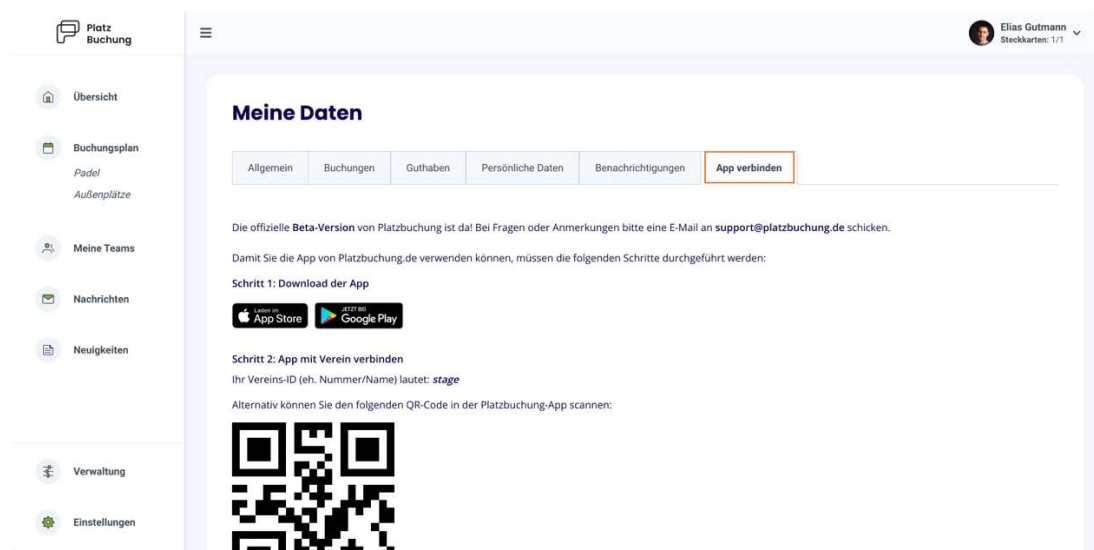 Platz
Buchung
Elias Gutmann
Steckkarten: 1/1
Übersicht
Buchungsplan
Padel
Außenplätze
Meine Teams
Nachrichten
Neuigkeiten
Verwaltung
Einstellungen
Meine Daten
Allgemein
Buchungen
Guthaben
Persönliche Daten
Benachrichtigungen
App verbinden
Die offizielle Beta-Version von Platzbuchung ist da! Bei Fragen oder Anmerkungen bitte eine E-Mail an support@platzbuchung.de schicken.
Damit Sie die App von Platzbuchung.de verwenden können, müssen die folgenden Schritte durchgeführt werden:
Schritt 1: Download der App
Laden im
App Store
JETZT BEI
Google Play
Schritt 2: App mit Verein verbinden
Ihr Vereins-ID (eh. Nummer/Name) lautet: stage
Alternativ können Sie den folgenden QR-Code in der Platzbuchung-App scannen: